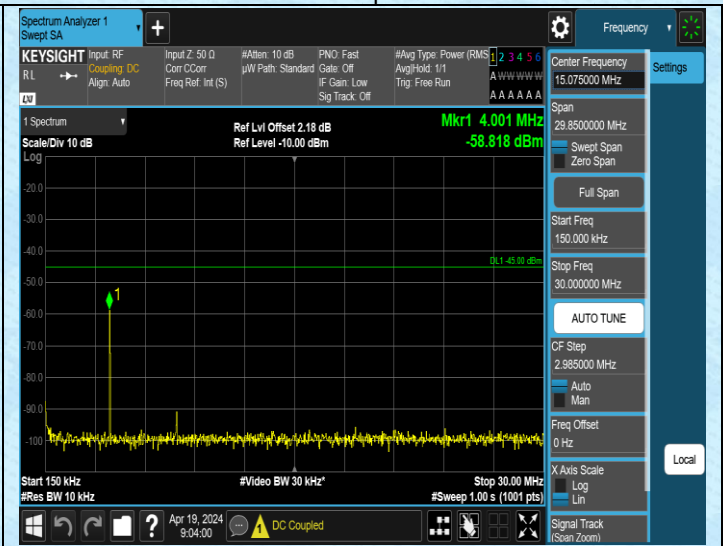 Spectrum Analyzer 1
Swept SA
+
Frequency
KEYSIGHT
Input: RF
Coupling: DC
Align: Auto
Input Z: 50 Ω
Corr CCorr
Freq Ref: Int (S)
#Atten: 10 dB
µW Path: Standard
PNO: Fast
Gate: Off
IF Gain: Low
Sig Track: Off
#Avg Type: Power (RMS
Avg|Hold: 1/1
Trig: Free Run
1 2 3 4 5 6
A W W W W W
A A A A A A
R L
LXI
1 Spectrum
Scale/Div 10 dB
Log
Ref Lvl Offset 2.18 dB
Ref Level -10.00 dBm
Mkr1 4.001 MHz
-58.818 dBm
-20.0
-30.0
-40.0
DL1 -45.00 dBm
-50.0
1
-60.0
-70.0
-80.0
-90.0
-100
Start 150 kHz
#Res BW 10 kHz
#Video BW 30 kHz*
Stop 30.00 MHz
#Sweep 1.00 s (1001 pts)
Center Frequency
15.075000 MHz
Settings
Span
29.8500000 MHz
Swept Span
Zero Span
Full Span
Start Freq
150.000 kHz
Stop Freq
30.000000 MHz
AUTO TUNE
CF Step
2.985000 MHz
Auto
Man
Freq Offset
0 Hz
X Axis Scale
Log
Lin
Local
Signal Track
(Span Zoom)
?
Apr 19, 2024
9:04:00
1
DC Coupled